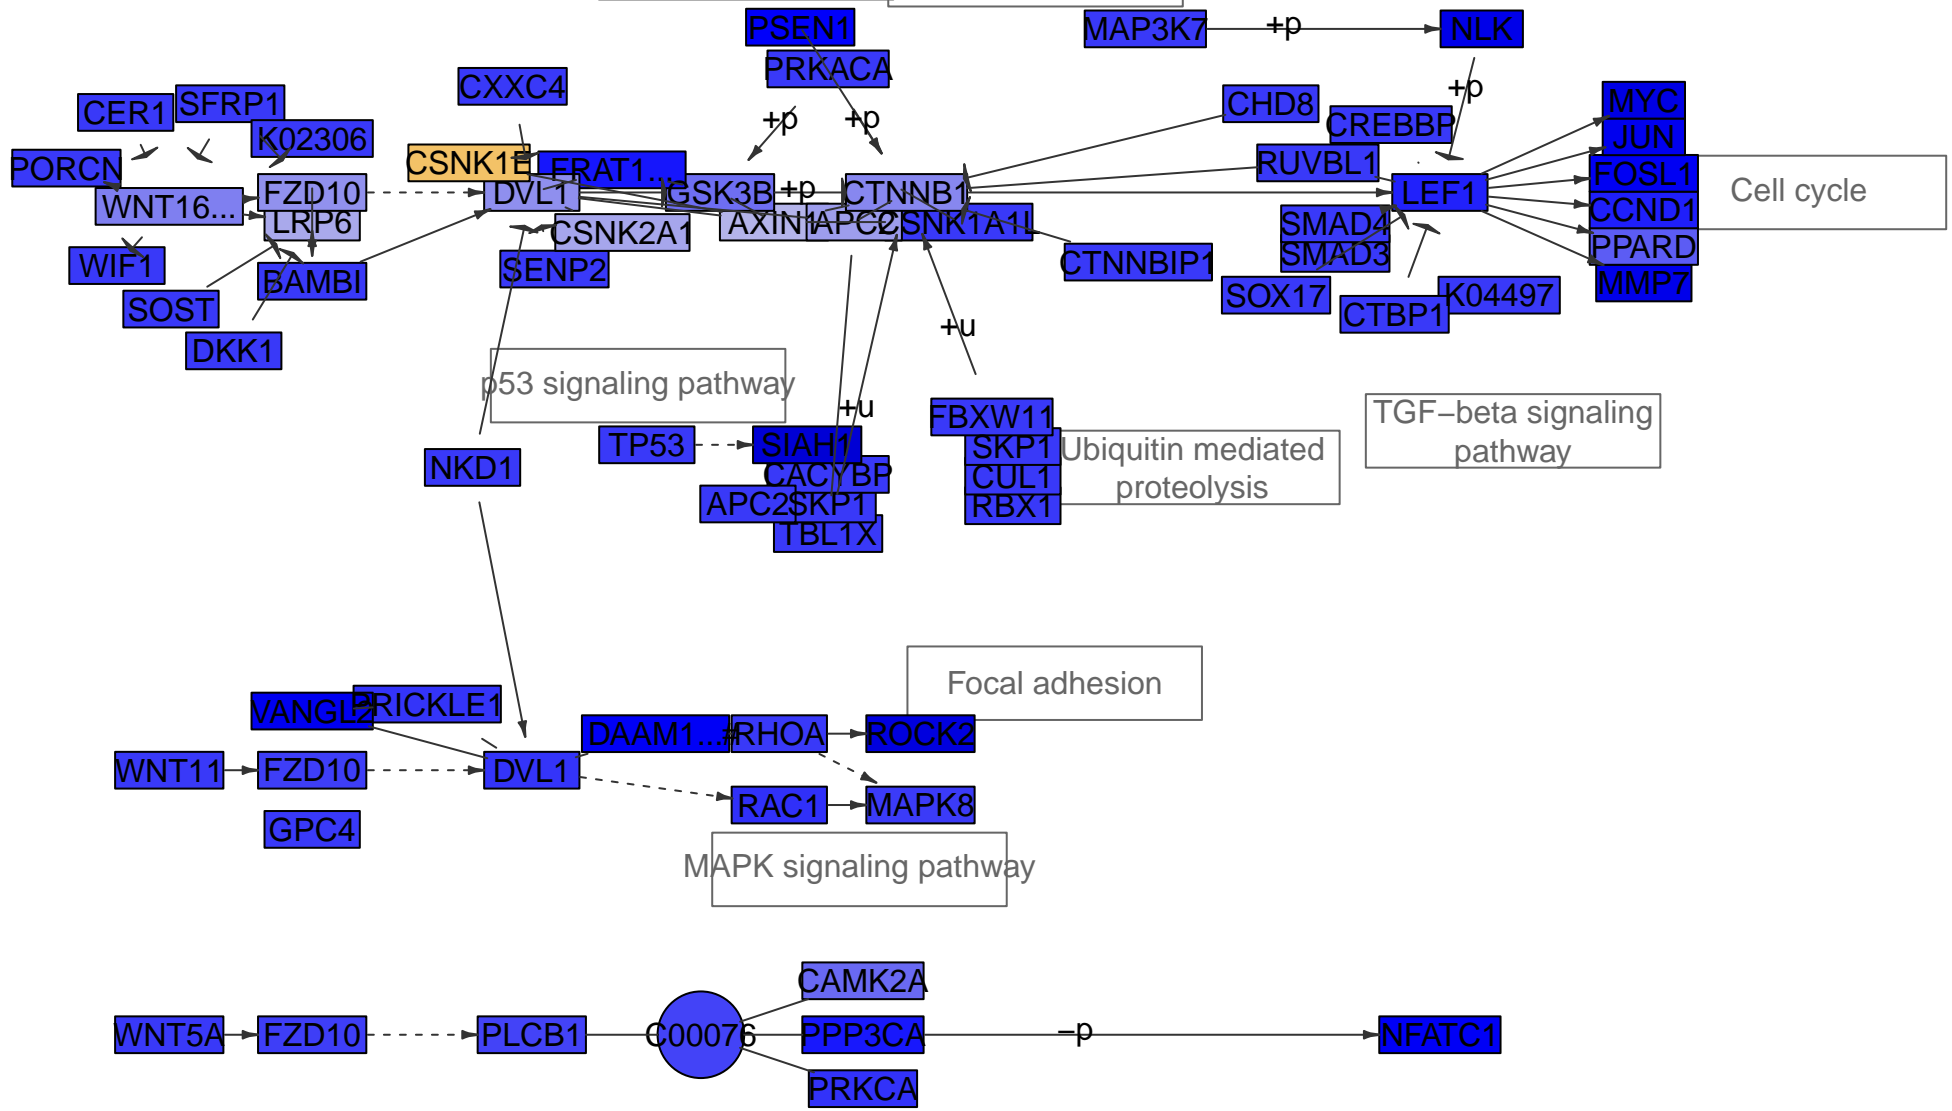 PSEN1
MAP3K7
+p
NLK
PRKACA
CXXC4
+p
+p
+p
CER1
SFRP1
K02306
CHD8
CREBBP
MYC
JUN
PORCN
CSNK1E
FRAT1...
RUVBL1
FOSL1
Cell cycle
WNT16...
FZD10
DVL1
GSK3B
+p
CTNNB1
LEF1
CCND1
LRP6
CSNK2A1
AXIN1
APC2
CSNK1A1L
SMAD4
PPARD
WIF1
BAMBI
SENP2
CTNNBIP1
SMAD3
MMP7
SOST
SOX17
K04497
CTBP1
DKK1
+u
p53 signaling pathway
+u
FBXW11
TGF−beta signaling
pathway
TP53
SIAH1
SKP1
Ubiquitin mediated
proteolysis
NKD1
CACYBP
CUL1
APC2
SKP1
RBX1
TBL1X
Focal adhesion
VANGL2
PRICKLE1
DAAM1...
#
RHOA
ROCK2
WNT11
FZD10
DVL1
RAC1
MAPK8
GPC4
MAPK signaling pathway
CAMK2A
WNT5A
FZD10
PLCB1
C00076
PPP3CA
−p
NFATC1
PRKCA